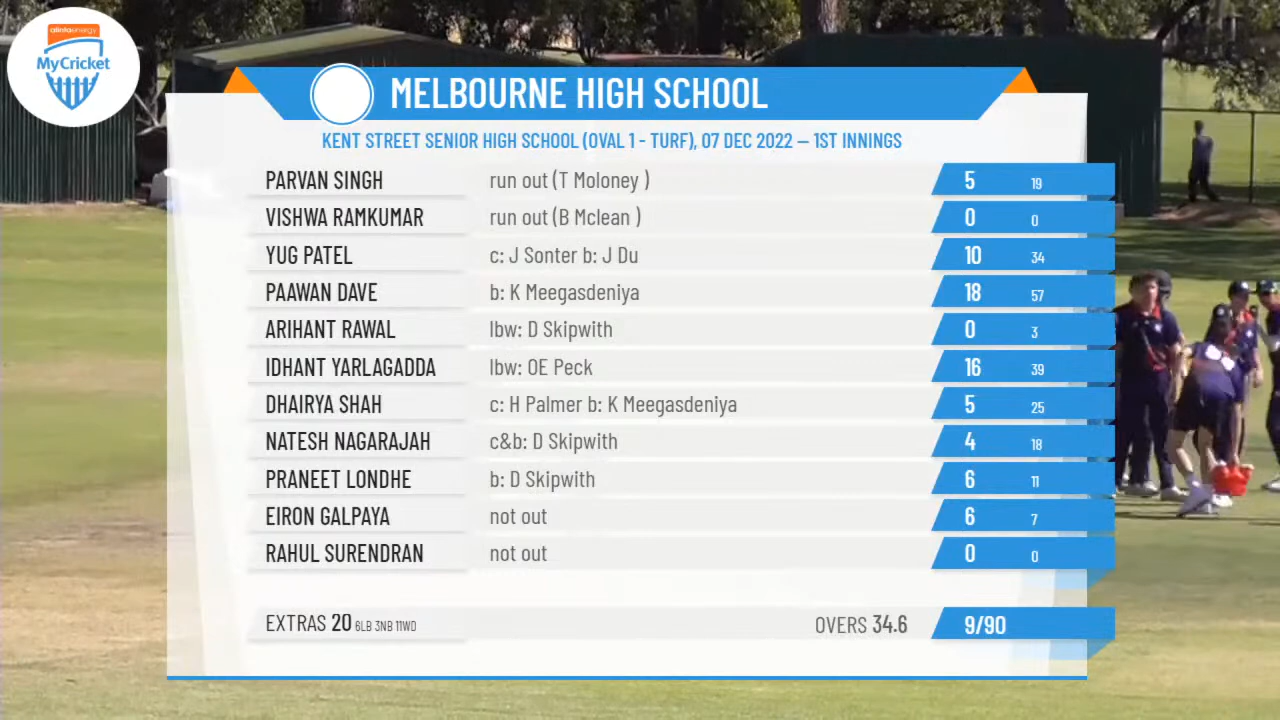 alintaenergy
MyCricket
MELBOURNE HIGH SCHOOL
KENT STREET SENIOR HIGH SCHOOL (OVAL 1 - TURF), 07 DEC 2022 – 1ST INNINGS
PARVAN SINGH run out (T Moloney ) 5 19
VISHWA RAMKUMAR run out (B Mclean ) 0 0
YUG PATEL c: J Sonter b: J Du 10 34
PAAWAN DAVE b: K Meegasdeniya 18 57
ARIHANT RAWAL lbw: D Skipwith 0 3
IDHANT YARLAGADDA lbw: OE Peck 16 39
DHAIRYA SHAH c: H Palmer b: K Meegasdeniya 5 25
NATESH NAGARAJAH c&b: D Skipwith 4 18
PRANEET LONDHE b: D Skipwith 6 11
EIRON GALPAYA not out 6 7
RAHUL SURENDRAN not out 0 0
EXTRAS 20 6LB 3NB 11WD OVERS 34.6 9/90